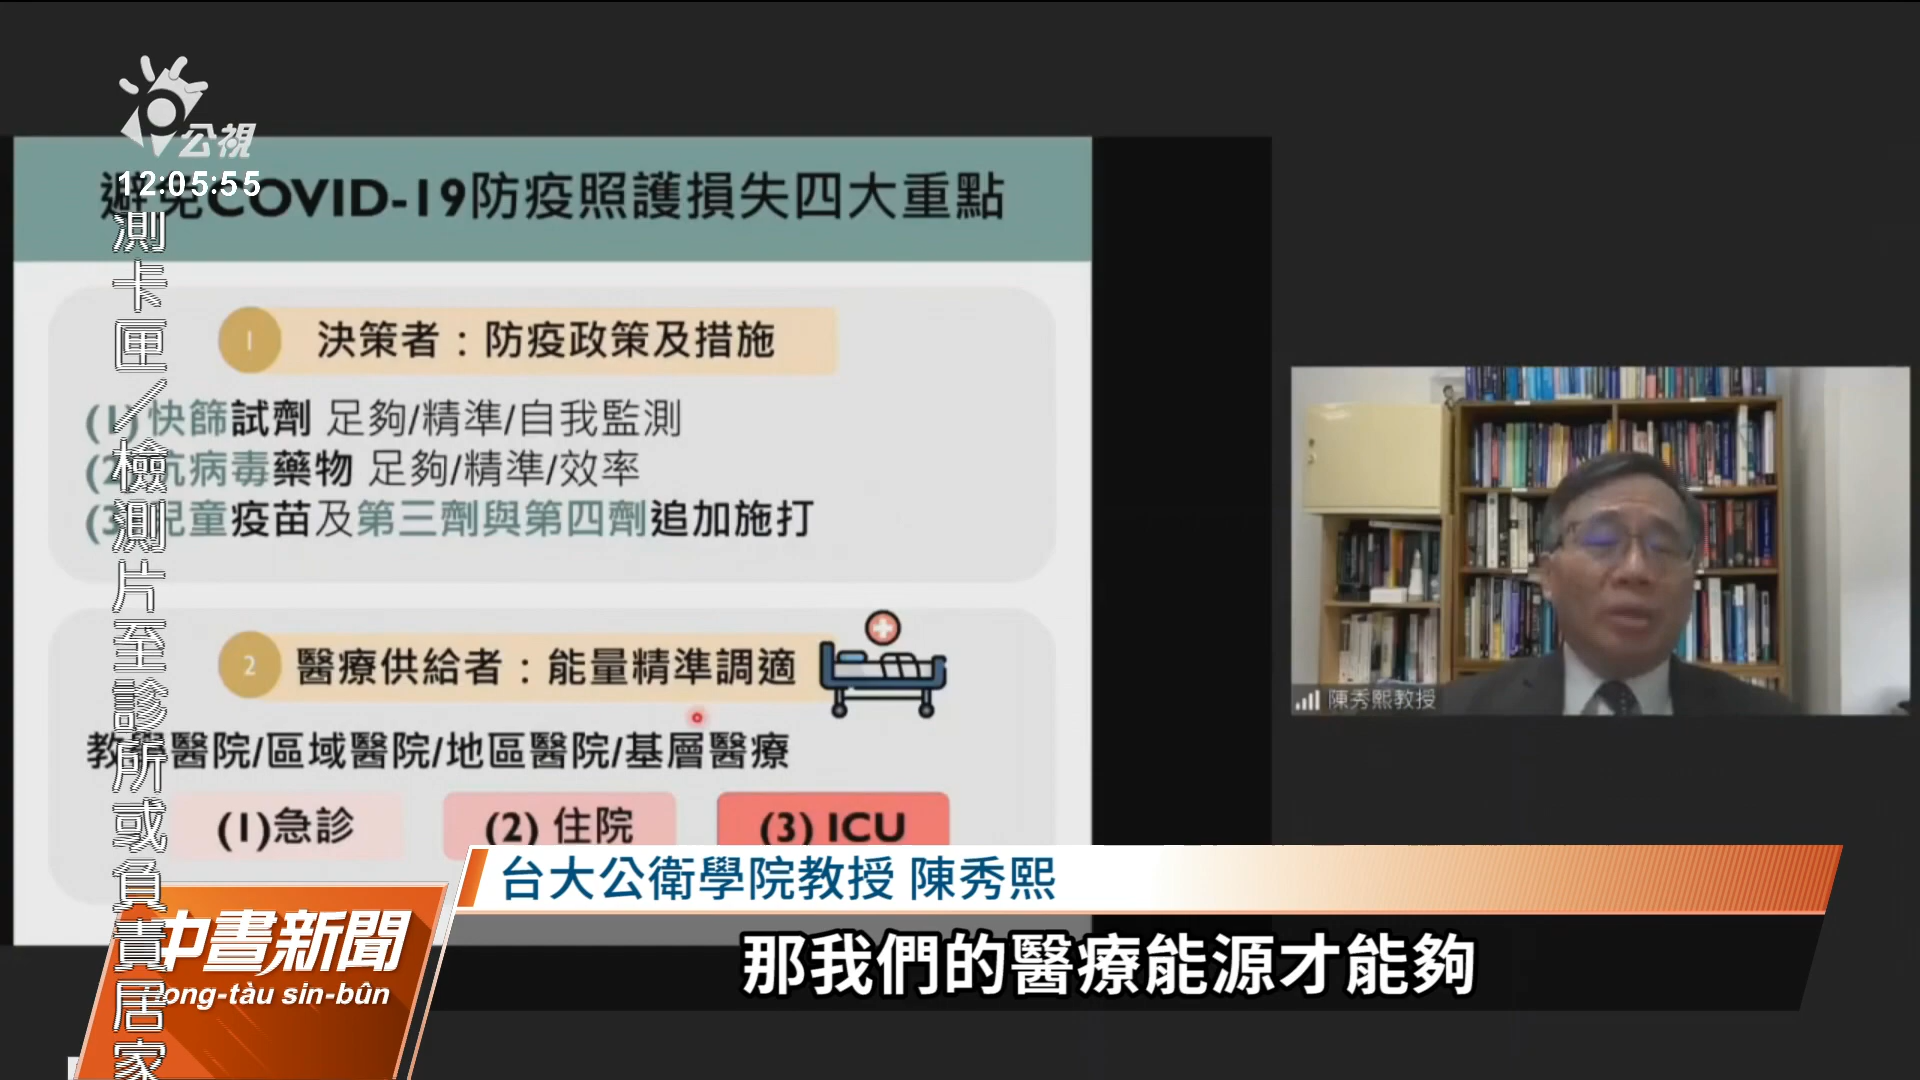 公視
12:05:55
避免COVID-19防疫照護損失四大重點
1 決策者：防疫政策及措施
(1)快篩試劑 足夠/精準/自我監測
(2)抗病毒藥物 足夠/精準/效率
(3)兒童疫苗及第三劑與第四劑追加施打
2 醫療供給者：能量精準調適
教學醫院/區域醫院/地區醫院/基層醫療
(1)急診
(2) 住院
(3) ICU
陳秀熙教授
測卡匣／檢測片至診所或負責居家
台大公衛學院教授 陳秀熙
那我們的醫療能源才能夠
中晝新聞
ong-tàu sin-bûn